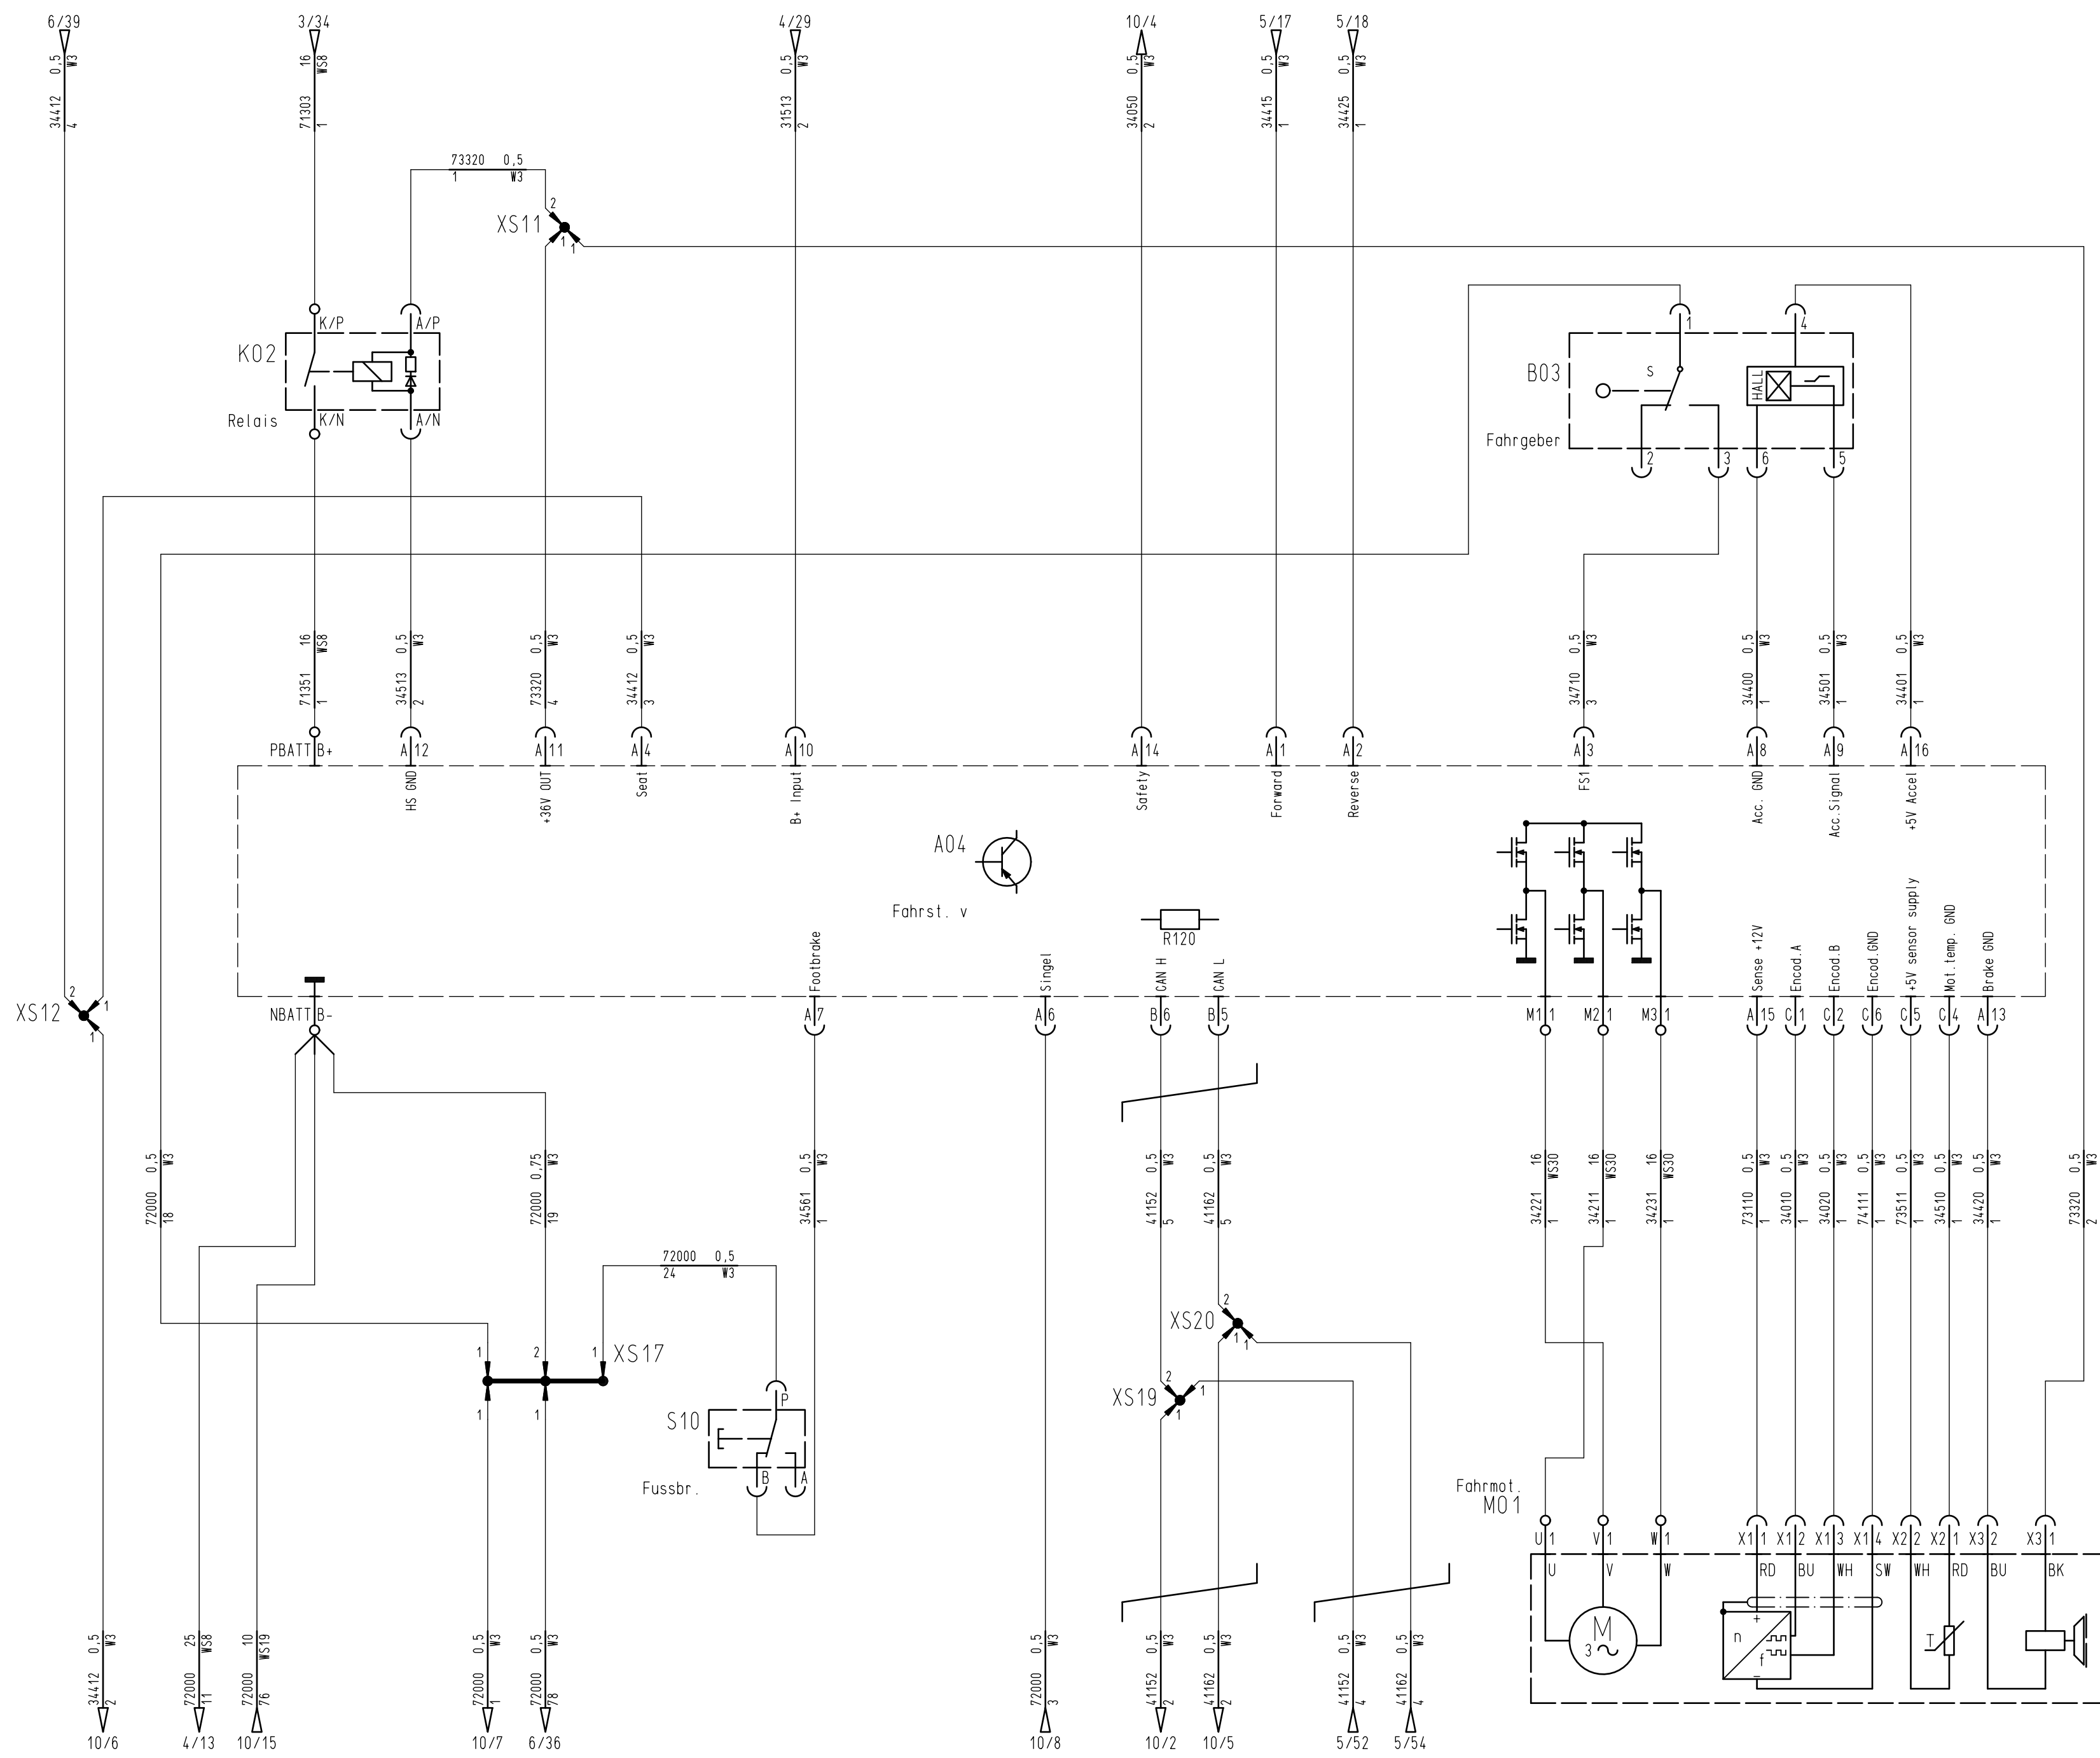 6/39 3/34 4/29 10/4 5/17 5/18
34412 0,5 W3 4
71303 16 WS8 1
31513 0,5 W3 2
34050 0,5 W3 2
34415 0,5 W3 1
34425 0,5 W3 1
73320 0,5
1 W3
XS11 2 1 1
K02 K/P A/P
Relais K/N A/N
B03 1 4
S HALL
Fahrgeber 2 3 6 5
71351 16 WS8 1
34513 0,5 W3 2
73320 0,5 W3 4
34412 0,5 W3 3
34710 0,5 W3 3
34400 0,5 W3 1
34501 0,5 W3 1
34401 0,5 W3 1
PBATT B+ A 12 A 11 A 4 A 10 A 14 A 1 A 2 A 3 A 8 A 9 A 16
HS GND
+36V OUT
Seat
B+ Input
Safety
Forward
Reverse
FS1
Acc. GND
Acc.Signal
+5V Accel
A04
Fahrst. v
R120
Footbrake
Singel
CAN H
CAN L
Sense +12V
Encod.A
Encod.B
Encod.GND
+5V sensor supply
Mot.temp. GND
Brake GND
XS12 2 1 1
NBATT B- A 7 A 6 B 6 B 5 M1 1 M2 1 M3 1 A 15 C 1 C 2 C 6 C 5 C 4 A 13
72000 0,5 W3 18
72000 0,75 W3 19
34561 0,5 W3 1
41152 0,5 W3 5
41162 0,5 W3 5
34221 16 WS30 1
34211 16 WS30 1
34231 16 WS30 1
73110 0,5 W3 1
34010 0,5 W3 1
34020 0,5 W3 1
74111 0,5 W3 1
73511 0,5 W3 1
34510 0,5 W3 1
34420 0,5 W3 1
73320 0,5 W3 2
72000 0,5
24 W3
XS20 2 1 1
1 2 1 XS17
1 1
XS19 2 1 1
S10 P
B A
Fussbr.
Fahrmot.
M01
U 1 V 1 W 1 X1 1 X1 2 X1 3 X1 4 X2 2 X2 1 X3 2 X3 1
U V W RD BU WH SW WH RD BU BK
M
3
+
n
f
-
T
34412 0,5 W3 2
72000 25 WS8 11
72000 10 WS19 76
72000 0,5 W3 1
72000 0,5 W3 78
72000 0,5 W3 3
41152 0,5 W3 2
41162 0,5 W3 2
41152 0,5 W3 4
41162 0,5 W3 4
10/6 4/13 10/15 10/7 6/36 10/8 10/2 10/5 5/52 5/54